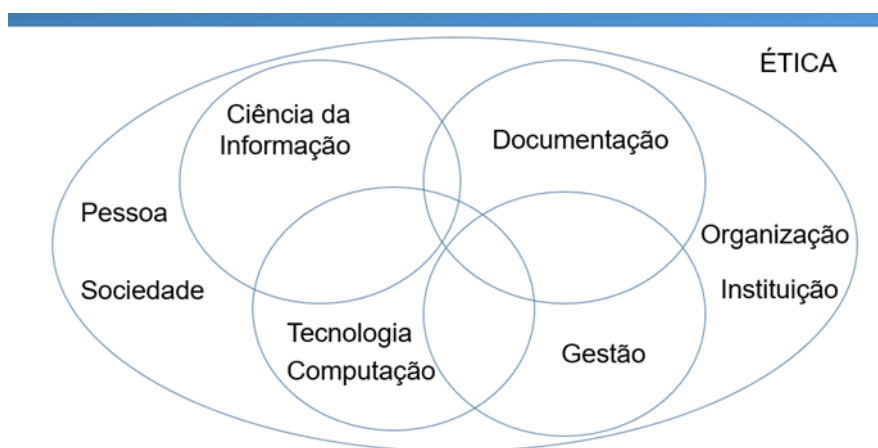 ÉTICA
Ciência da
Informação
Documentação
Pessoa
Sociedade
Organização
Instituição
Tecnologia
Computação
Gestão